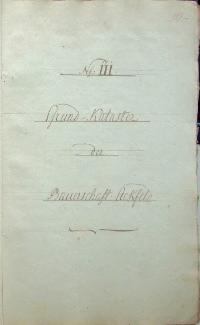 No. III.
Grund-Kataster
der
Bauerschaft